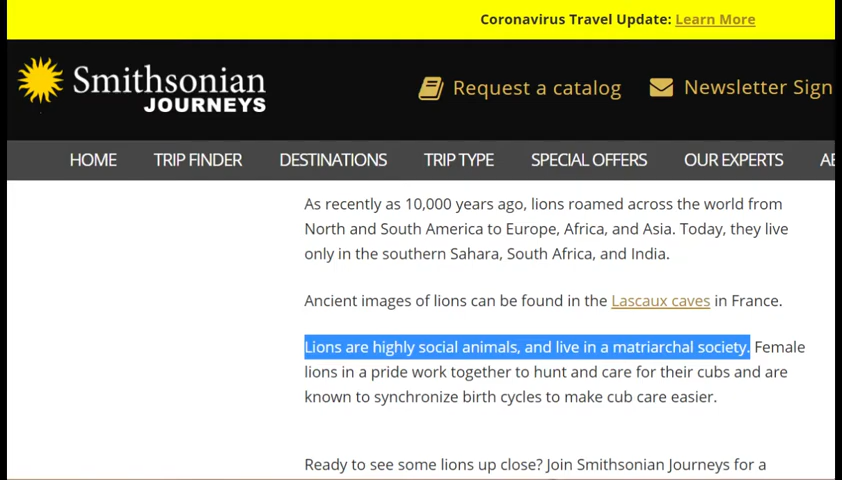 Coronavirus Travel Update: Learn More
Smithsonian
JOURNEYS
Request a catalog
Newsletter Sign
HOME TRIP FINDER DESTINATIONS TRIP TYPE SPECIAL OFFERS OUR EXPERTS
As recently as 10,000 years ago, lions roamed across the world from
North and South America to Europe, Africa, and Asia. Today, they live
only in the southern Sahara, South Africa, and India.
Ancient images of lions can be found in the Lascaux caves in France.
Lions are highly social animals, and live in a matriarchal society. Female
lions in a pride work together to hunt and care for their cubs and are
known to synchronize birth cycles to make cub care easier.
Ready to see some lions up close? Join Smithsonian Journeys for a